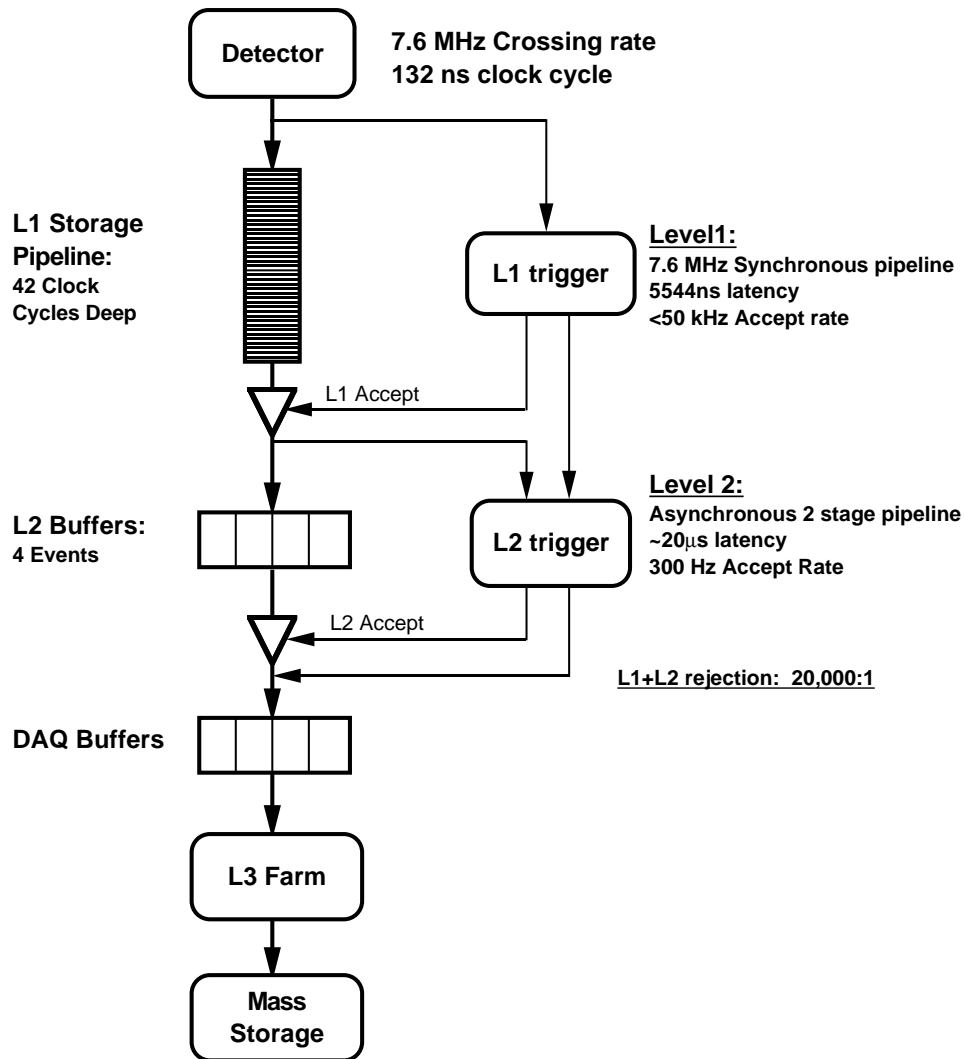 Detector
7.6 MHz Crossing rate
132 ns clock cycle
L1 Storage
Pipeline:
42 Clock
Cycles Deep
L1 trigger
Level1:
7.6 MHz Synchronous pipeline
5544ns latency
<50 kHz Accept rate
L1 Accept
L2 Buffers:
4 Events
L2 trigger
Level 2:
Asynchronous 2 stage pipeline
~20μs latency
300 Hz Accept Rate
L2 Accept
L1+L2 rejection: 20,000:1
DAQ Buffers
L3 Farm
Mass
Storage